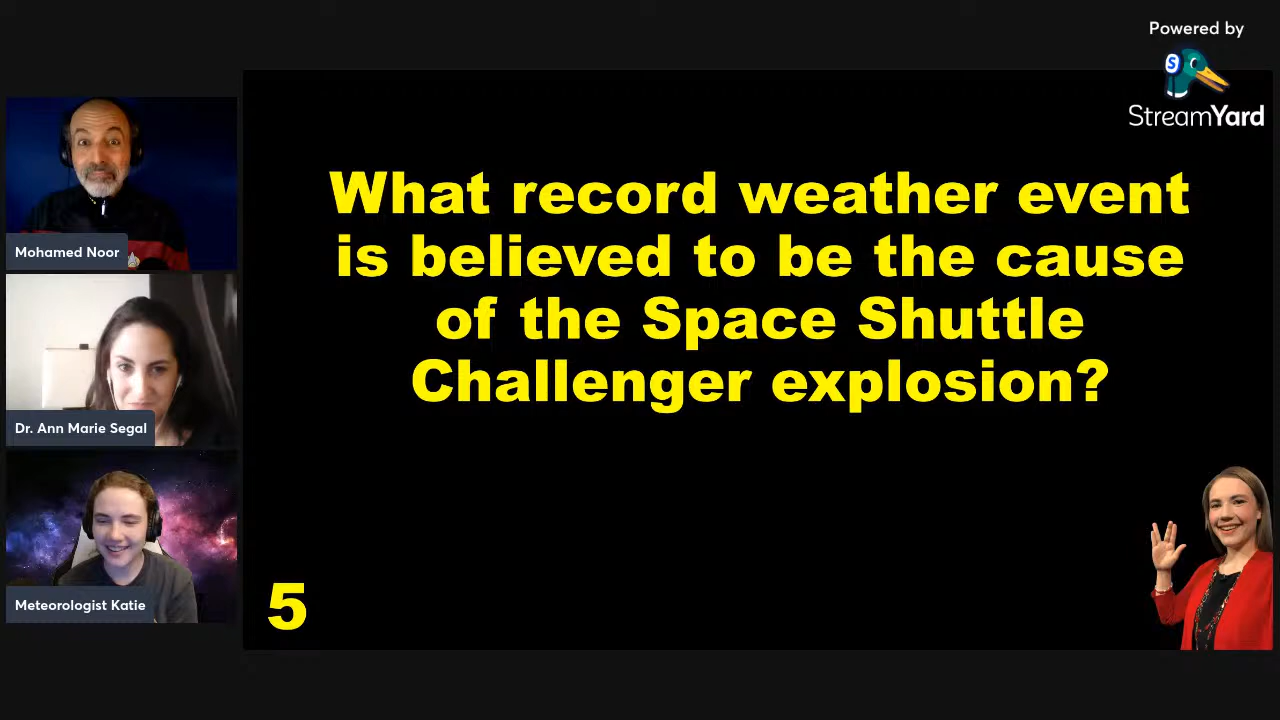 Powered by
StreamYard
What record weather event
is believed to be the cause
of the Space Shuttle
Challenger explosion?
5
Mohamed Noor
Dr. Ann Marie Segal
Meteorologist Katie
S